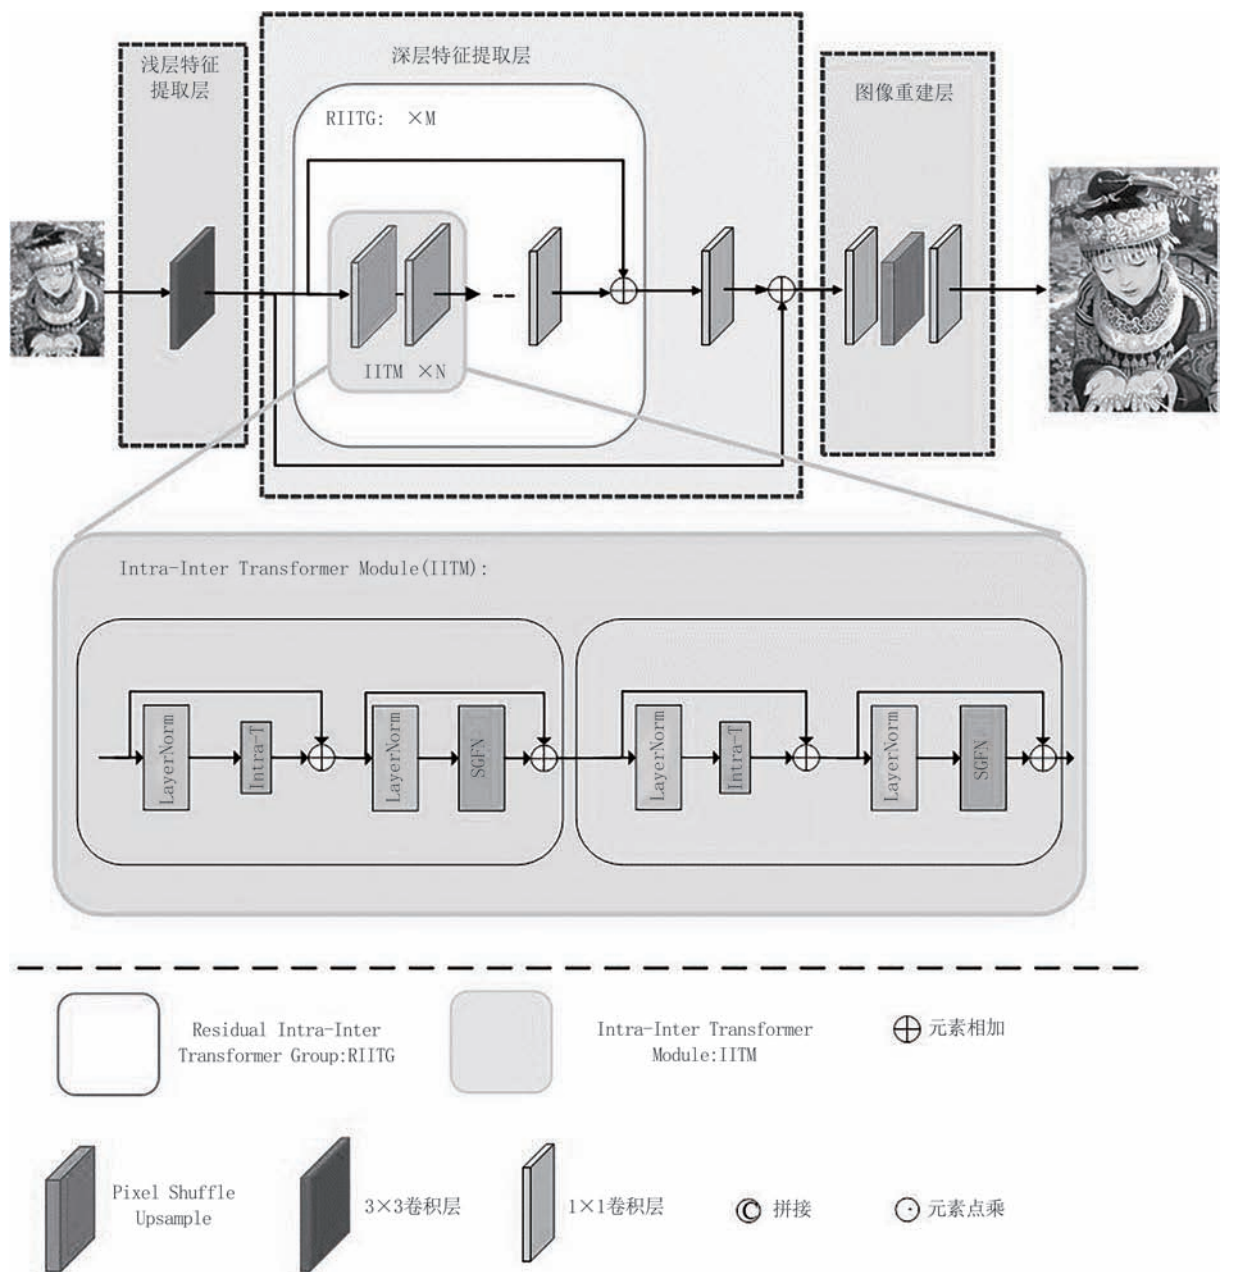 浅层特征
提取层
深层特征提取层
图像重建层
RIITG: ×M
IITM ×N
Intra-Inter Transformer Module(IITM):
LayerNorm
Intra-T
LayerNorm
SGFN
LayerNorm
Intra-T
LayerNorm
SGFN
Residual Intra-Inter
Transformer Group:RIITG
Intra-Inter Transformer
Module:IITM
元素相加
Pixel Shuffle
Upsample
3×3卷积层
1×1卷积层
C 拼接
元素点乘